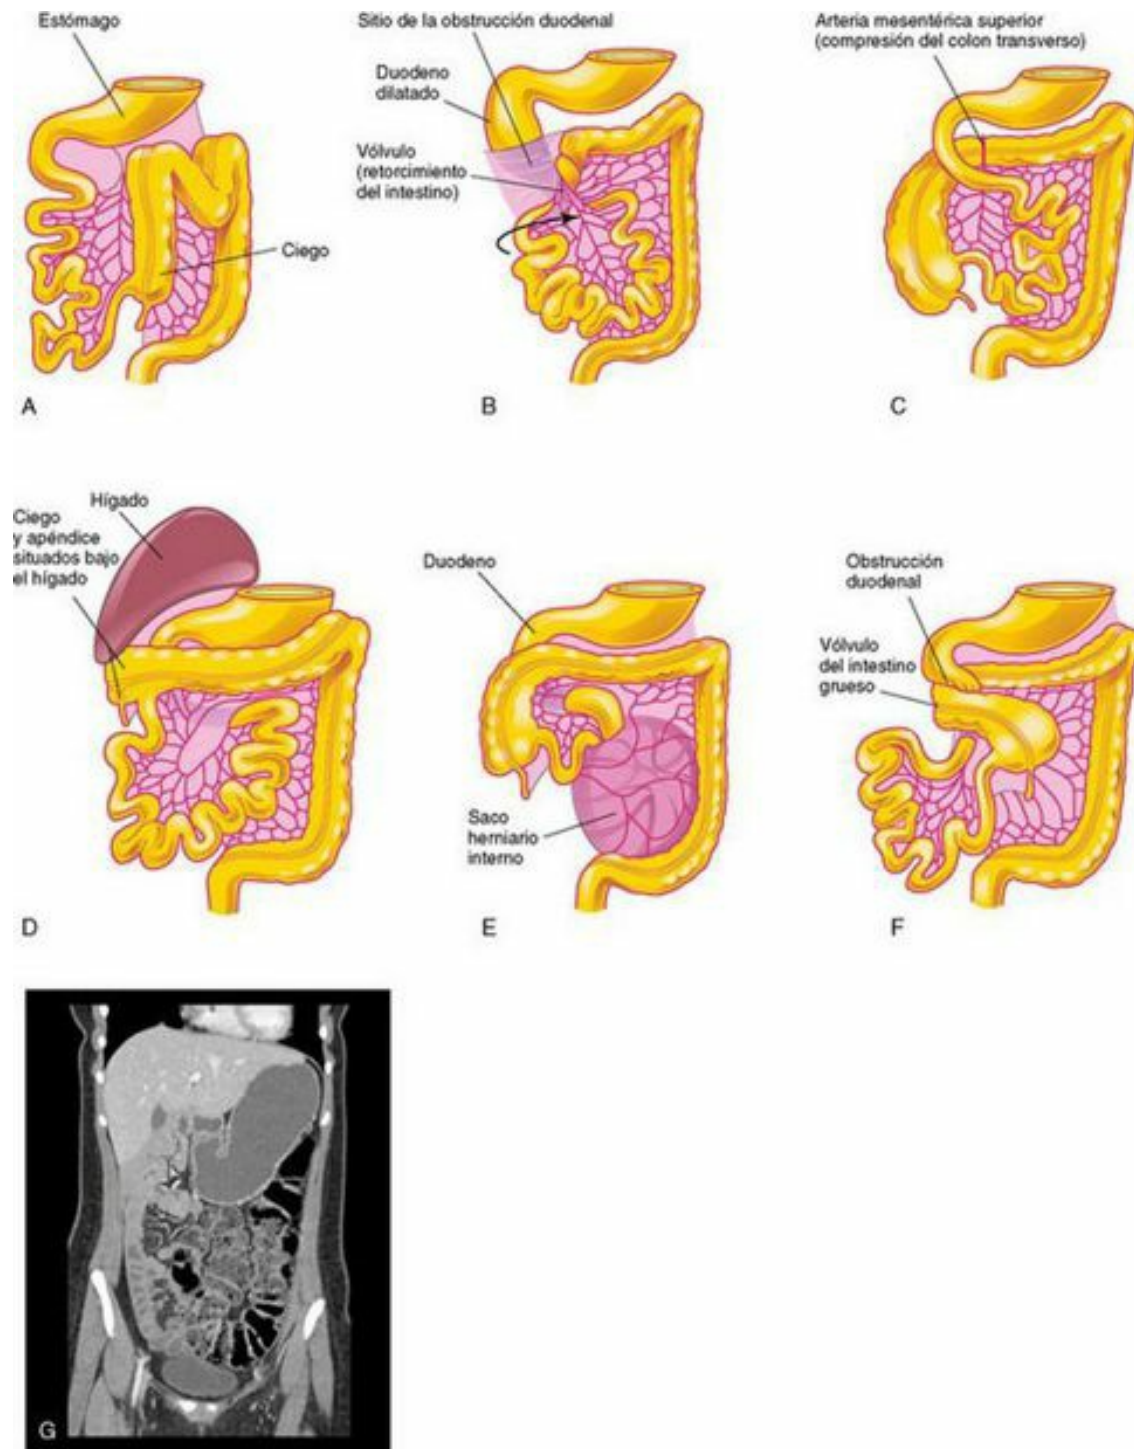 Estómago
Ciego
A
Sitio de la obstrucción duodenal
Duodeno
dilatado
Vólvulo
(retorcimiento
del intestino)
B
Arteria mesentérica superior
(compresión del colon transverso)
C
Hígado
Ciego
y apéndice
situados bajo
el hígado
D
Duodeno
Saco
herniario
interno
E
Obstrucción
duodenal
Vólvulo
del intestino
grueso
F
G